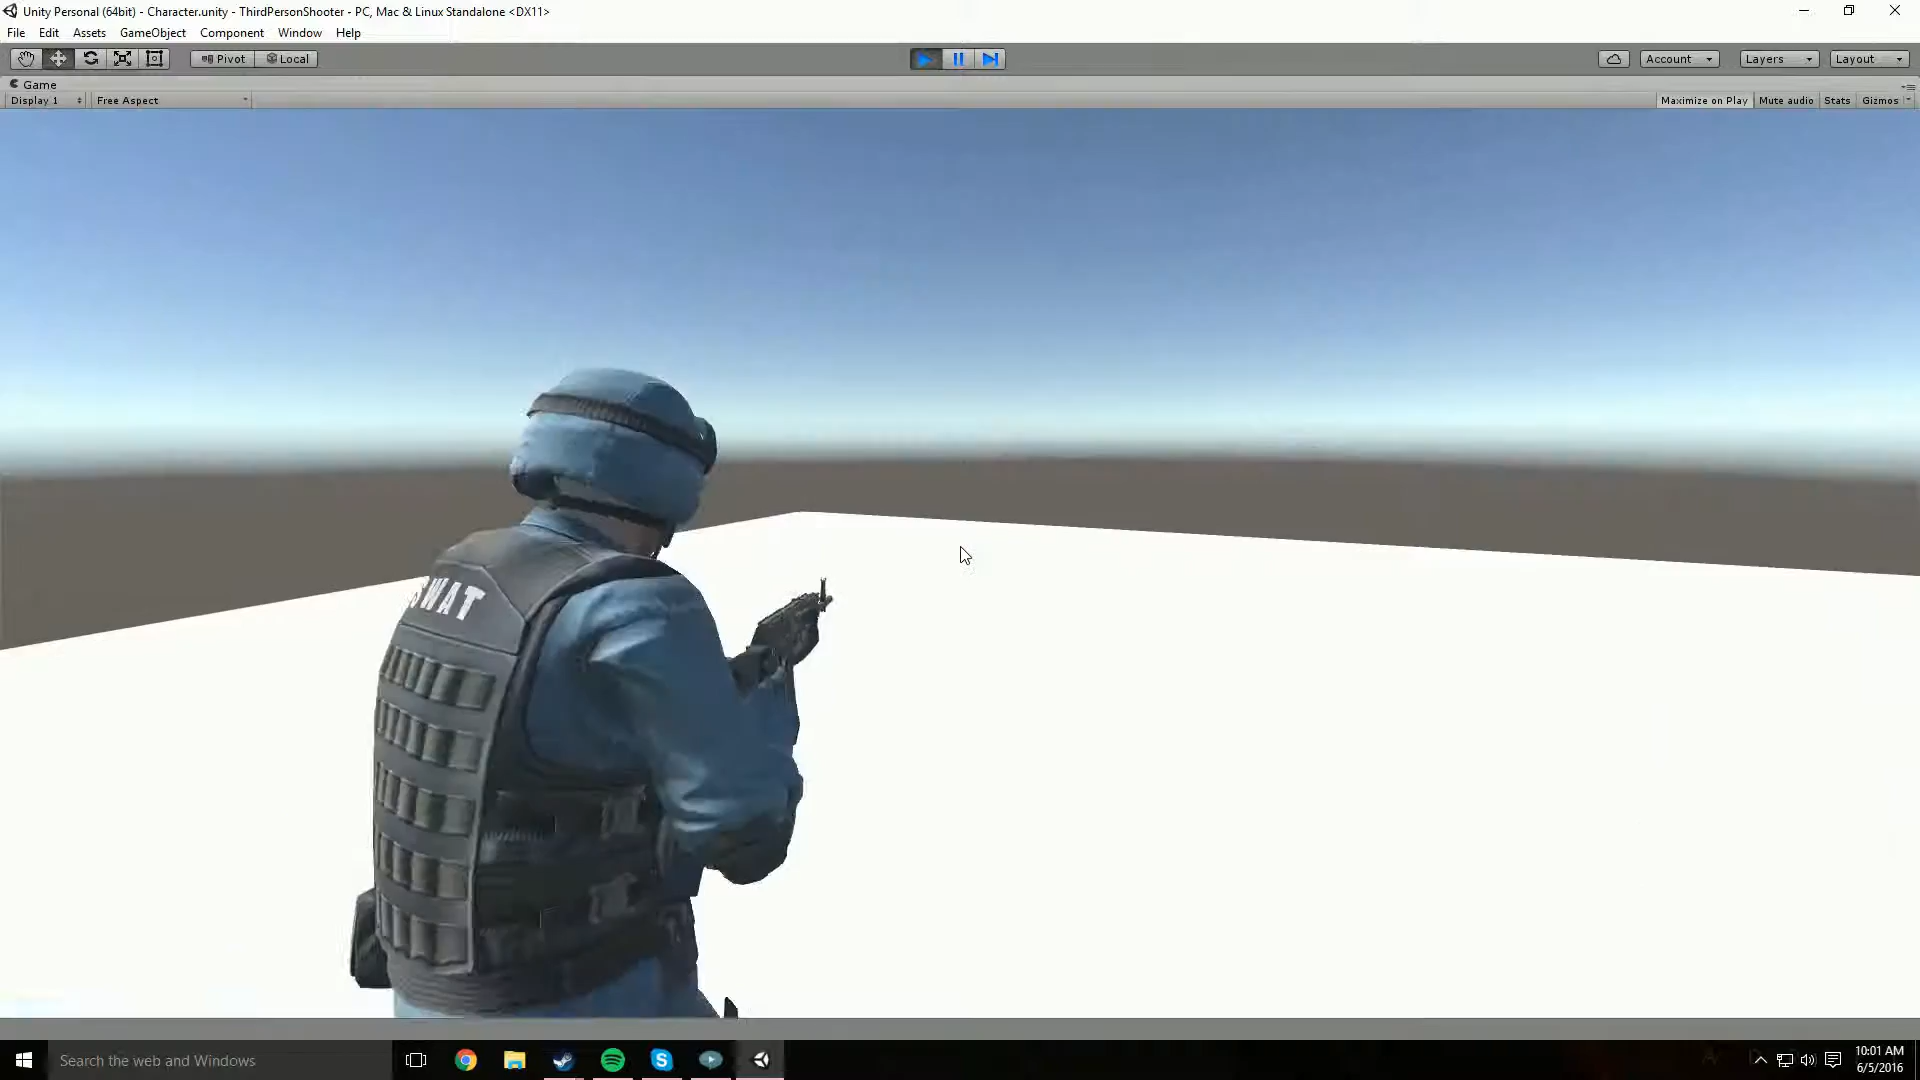 Unity Personal (64bit) - Character.unity - ThirdPersonShooter - PC, Mac & Linux Standalone <DX11>
File Edit Assets GameObject Component Window Help
Pivot Local Account Layers Layout
Game
Display 1 Free Aspect Maximize on Play Mute audio Stats Gizmos
SWAT
Search the web and Windows
10:01 AM
6/5/2016